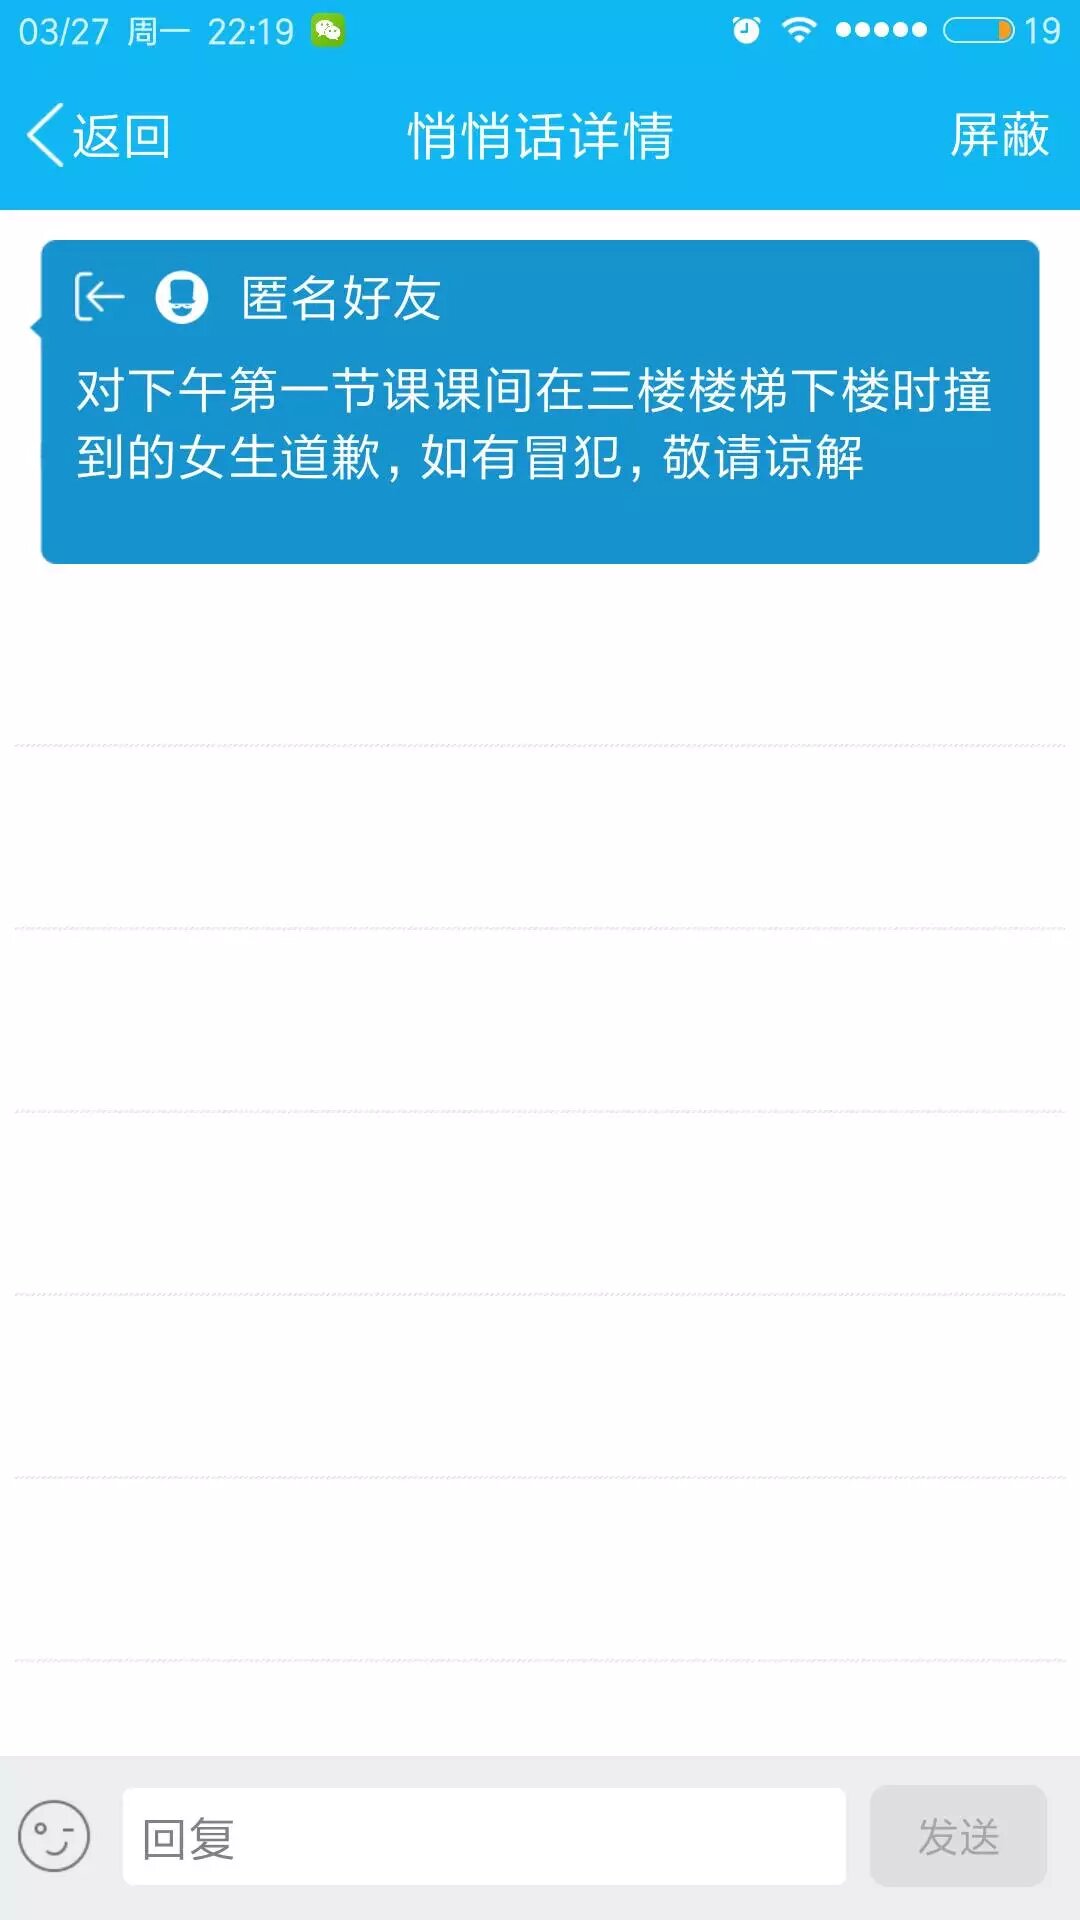 03/27 周一 22:19 19
返回 悄悄话详情 屏蔽
匿名好友
对下午第一节课课间在三楼楼梯下楼时撞
到的女生道歉，如有冒犯，敬请谅解
回复 发送